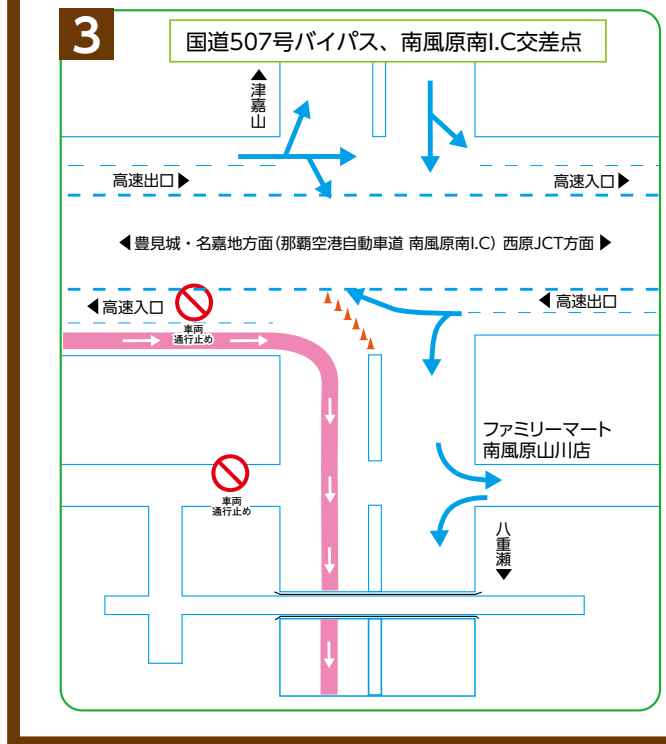 3
国道507号バイパス、南風原南I.C交差点
▲津嘉山
高速出口▶
高速入口▶
◀豊見城・名嘉地方面(那覇空港自動車道 南風原南I.C) 西原JCT方面▶
◀高速入口
◀高速出口
車両
通行止め
ファミリーマート
南風原山川店
車両
通行止め
八重瀬▼